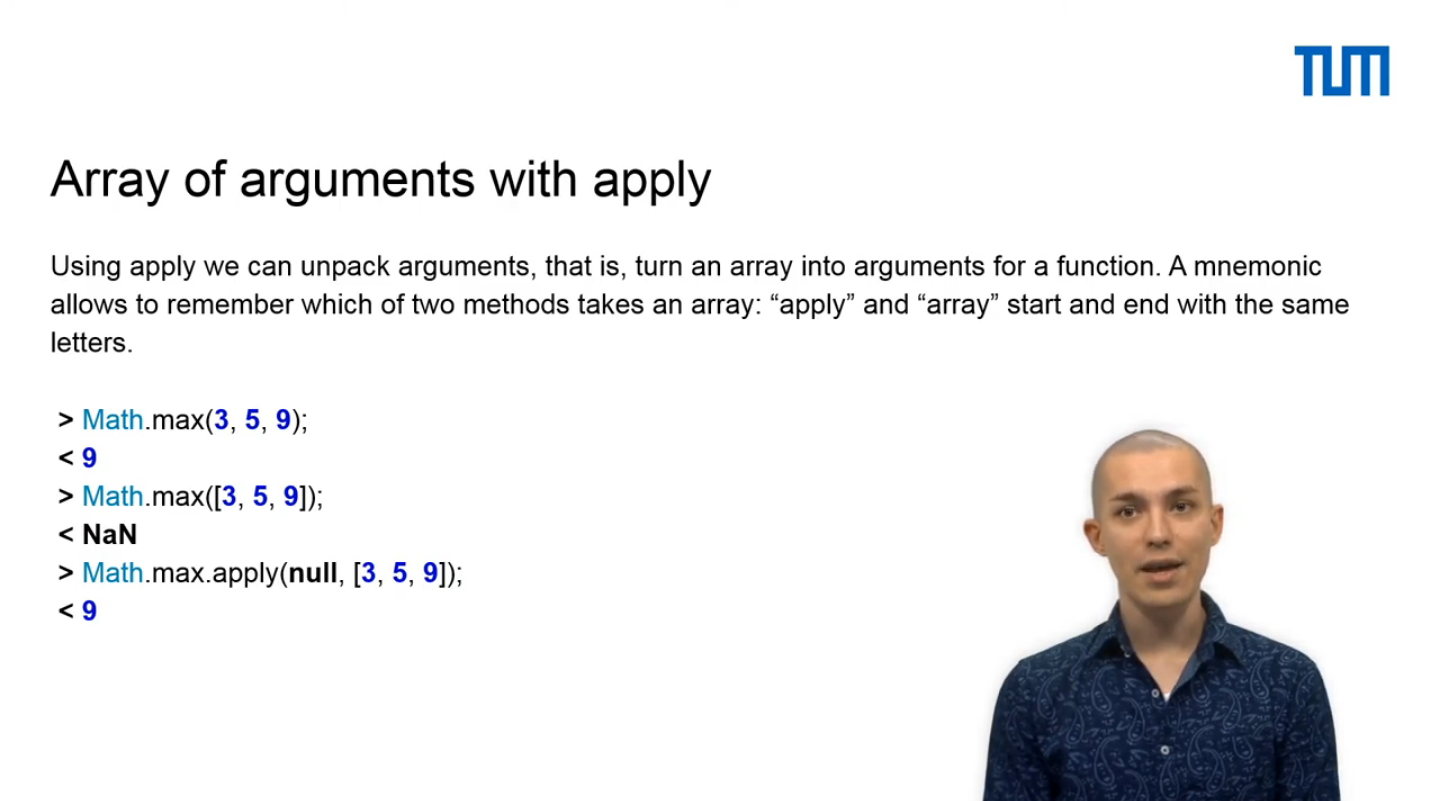 TUM
Array of arguments with apply
Using apply we can unpack arguments, that is, turn an array into arguments for a function. A mnemonic
allows to remember which of two methods takes an array: “apply” and “array” start and end with the same
letters.
> Math.max(3, 5, 9);
< 9
> Math.max([3, 5, 9]);
< NaN
> Math.max.apply(null, [3, 5, 9]);
< 9